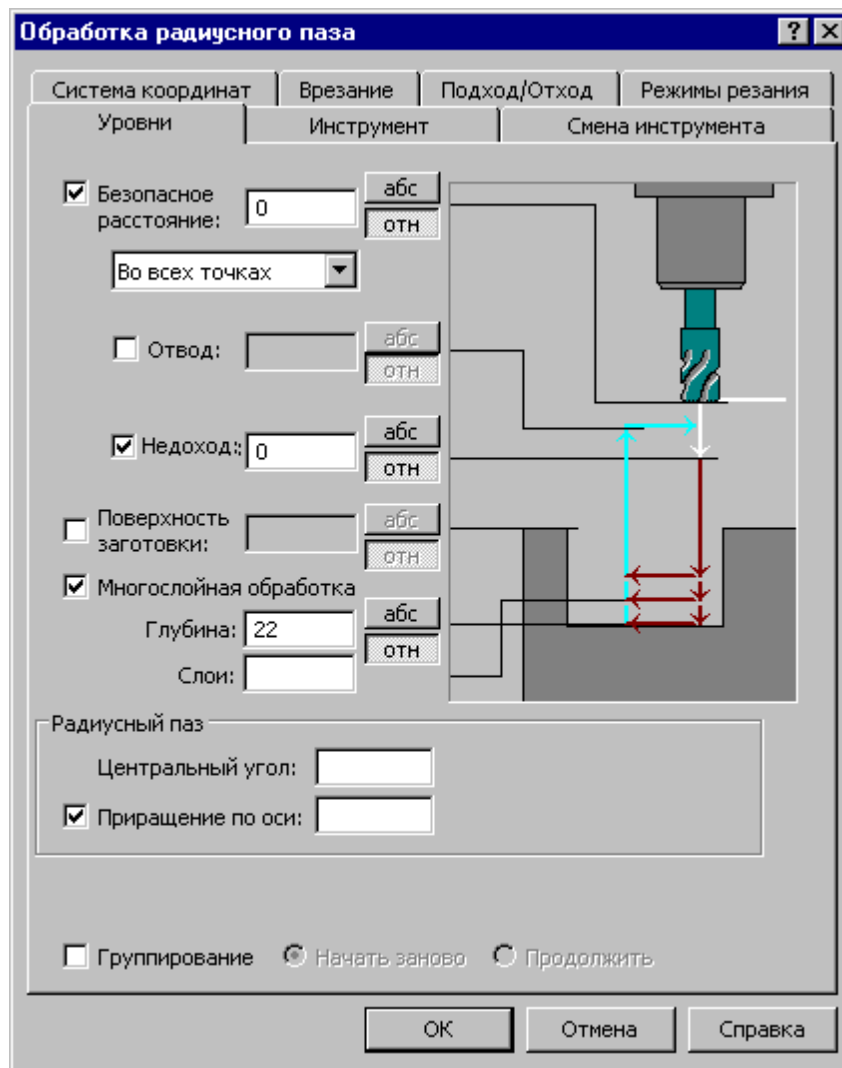 Обработка радиусного паза
Система координат Врезание Подход/Отход Режимы резания
Уровни Инструмент Смена инструмента
Безопасное расстояние: 0 абс
отн
Во всех точках
Отвод: абс
отн
Недоход:: 0 абс
отн
Поверхность заготовки: абс
отн
Многослойная обработка
Глубина: 22 абс
отн
Слои:
Радиусный паз
Центральный угол:
Приращение по оси:
Группирование Начать заново Продолжить
ОК Отмена Справка